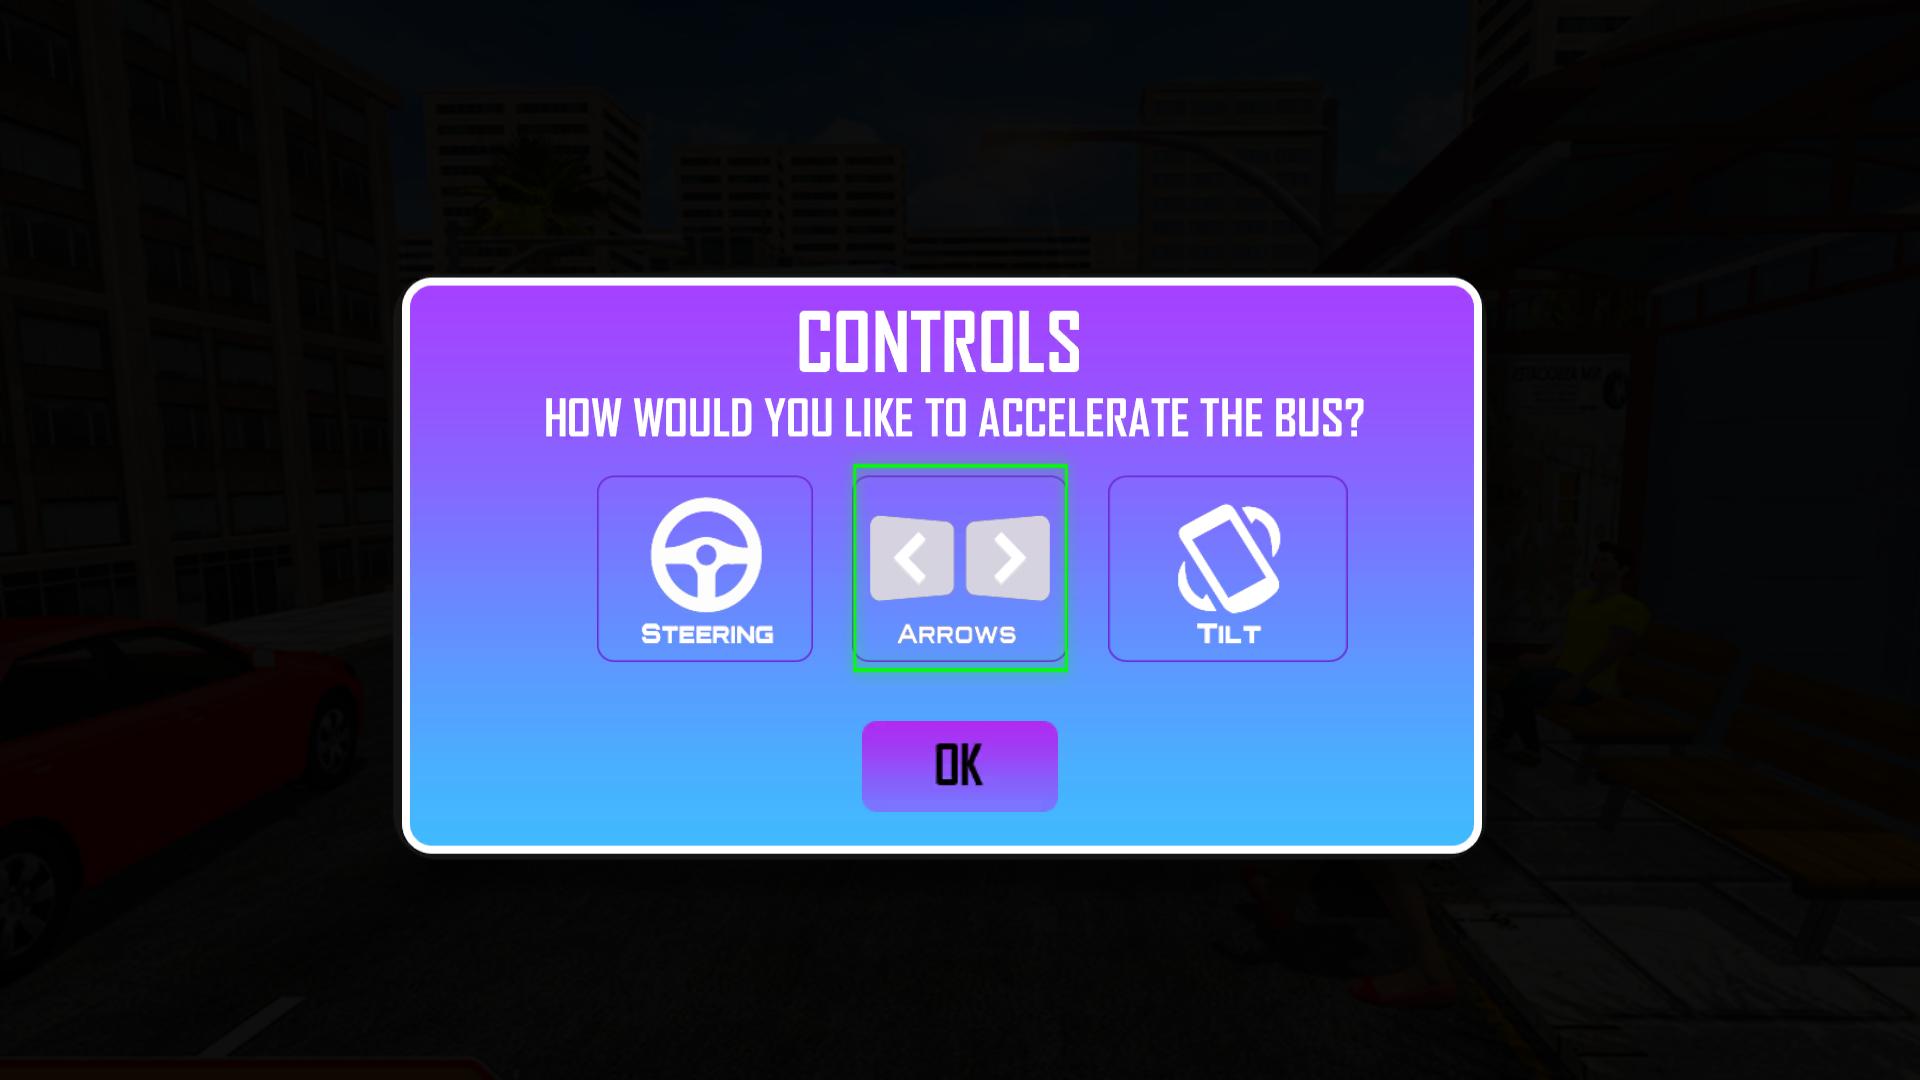 CONTROLS
HOW WOULD YOU LIKE TO ACCELERATE THE BUS?
STEERING
ARROWS
TILT
OK